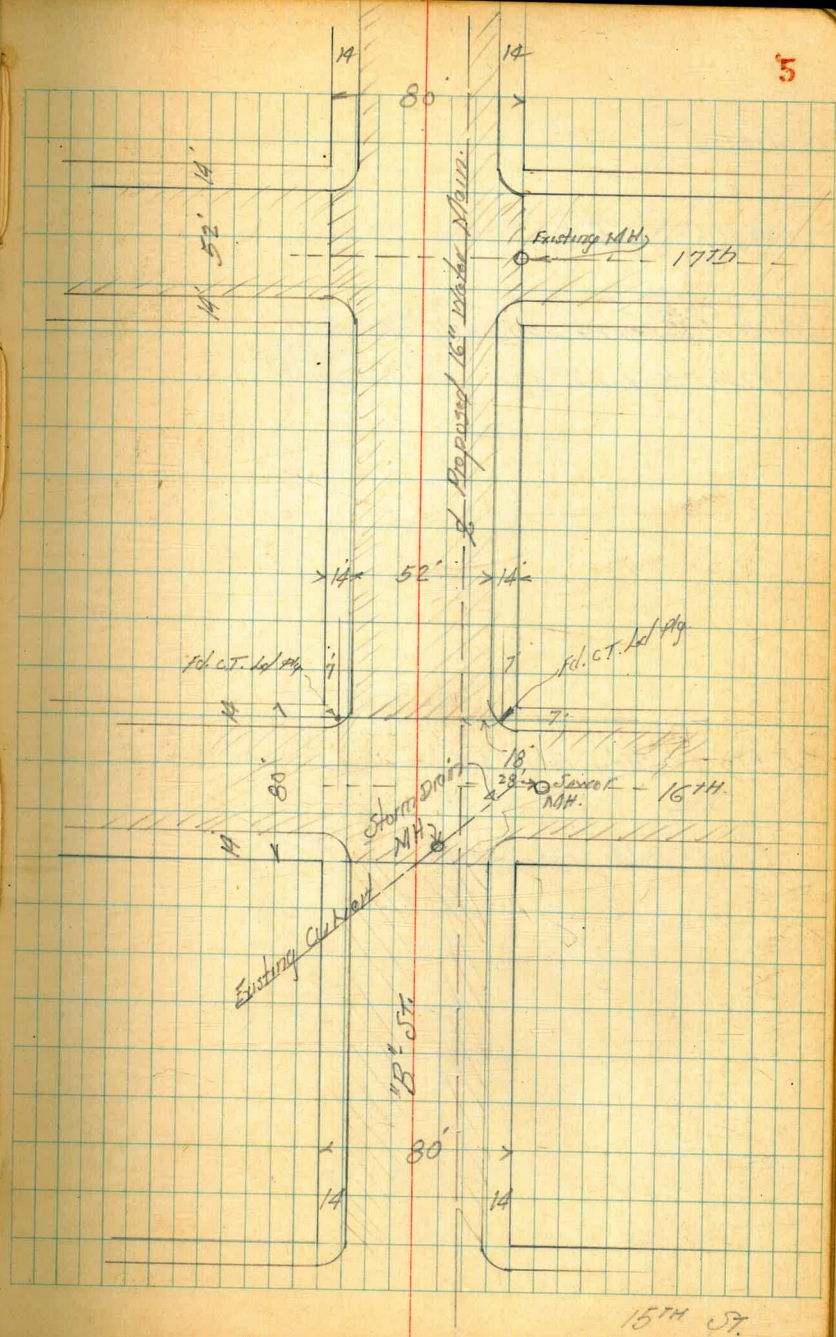 5
14
14
80'
14'
52'
14'
Existing MH
17TH
℄ Proposed 16" Water Main.
14'
52'
14'
Fd. C.T. Ld Plg.
7'
7'
Fd. C.T. Ld Plg.
7'
14
80'
14
18'
28'
Sewer
MH.
16TH
Storm Drain
MH
Existing Culvert
"B" ST.
80'
14
14
15TH ST.